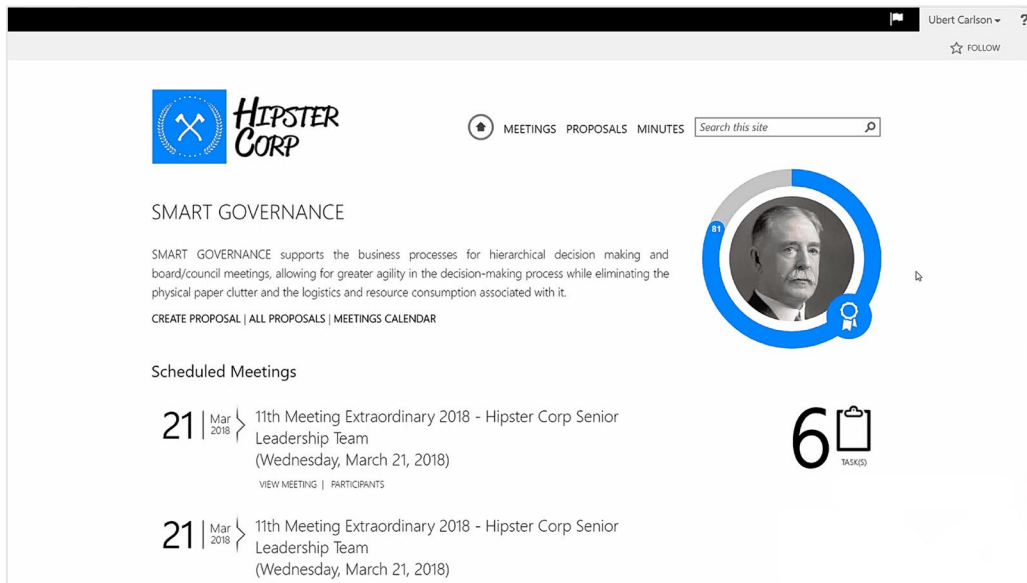 Ubert Carlson
?
FOLLOW
HIPSTER
CORP
MEETINGS PROPOSALS MINUTES Search this site
SMART GOVERNANCE
81
SMART GOVERNANCE supports the business processes for hierarchical decision making and
board/council meetings, allowing for greater agility in the decision-making process while eliminating the
physical paper clutter and the logistics and resource consumption associated with it.
CREATE PROPOSAL | ALL PROPOSALS | MEETINGS CALENDAR
Scheduled Meetings
21 Mar 2018
11th Meeting Extraordinary 2018 - Hipster Corp Senior
Leadership Team
(Wednesday, March 21, 2018)
VIEW MEETING | PARTICIPANTS
6
TASK(S)
21 Mar 2018
11th Meeting Extraordinary 2018 - Hipster Corp Senior
Leadership Team
(Wednesday, March 21, 2018)